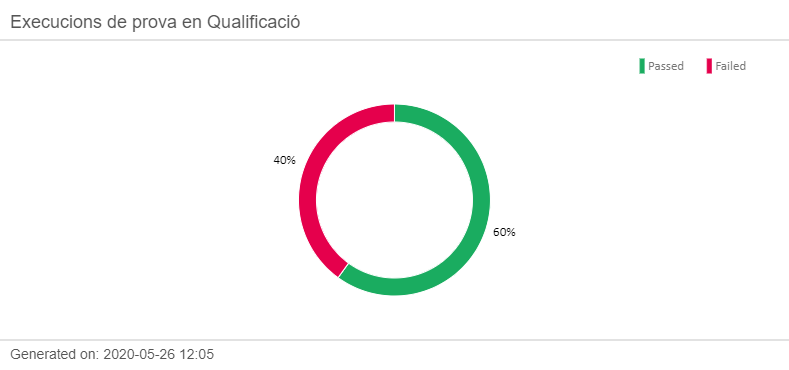 Execucions de prova en Qualificació
Passed Failed
40%
60%
Generated on: 2020-05-26 12:05